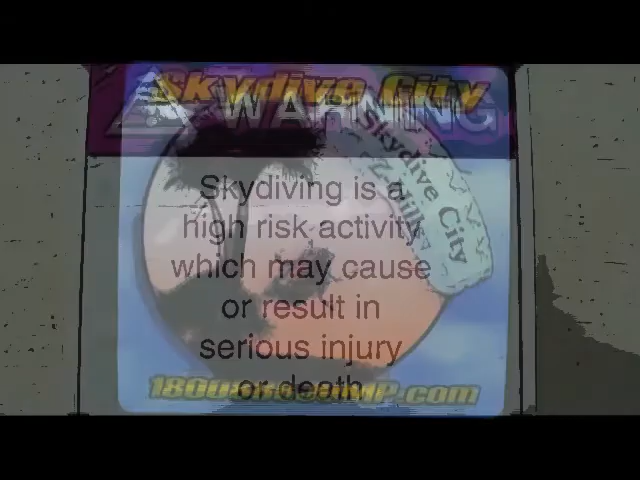 Skydive City
WARNING
Skydive City
Z-Hills
Skydiving is a
high risk activity
which may cause
or result in
serious injury
or death